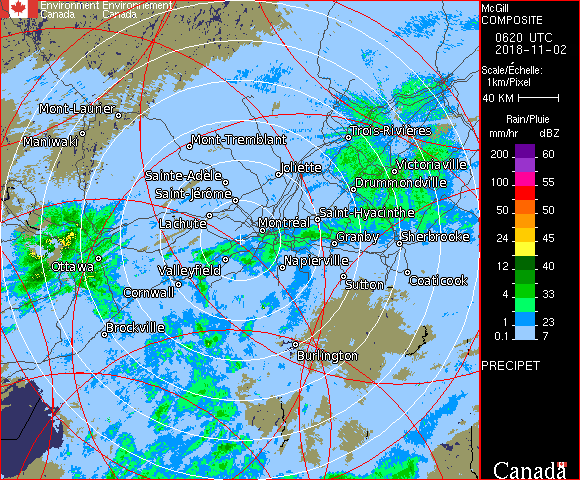 Environment Environnement
Canada Canada
McGill
COMPOSITE
0620 UTC
2018-11-02
Scale/Échelle:
1km/Pixel
40 KM
Rain/Pluie
mm/hr dBZ
200 60
100 55
50 50
24 45
12 40
4 33
1 23
0.1 7
PRECIPET
Canada
Mont-Laurier
Maniwaki
Mont-Tremblant
Trois-Rivières
Joliette
Victoriaville
Sainte-Adèle
Drummondville
Saint-Jérôme
Saint-Hyacinthe
Lachute
Montréal
Granby
Sherbrooke
Ottawa
Valleyfield
Napierville
Cornwall
Sutton
Coaticook
Brockville
Burlington